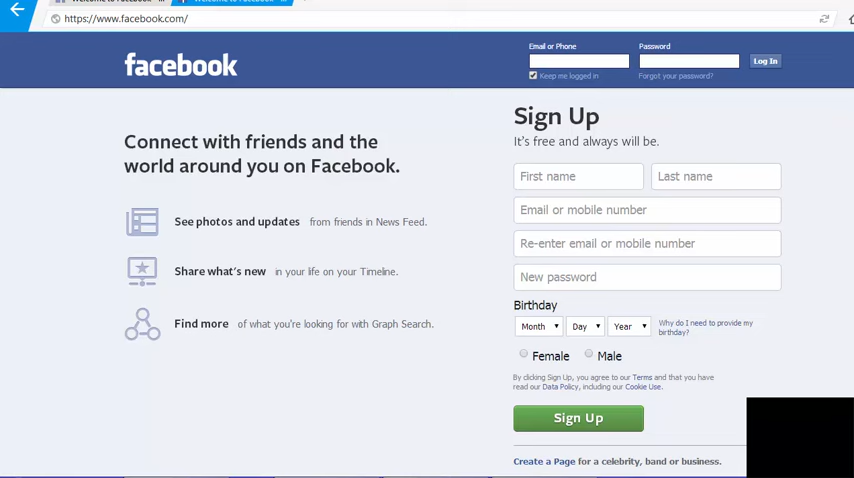 Welcome to Facebook
Welcome to Facebook
https://www.facebook.com/
facebook
Email or Phone
Password
Log In
Keep me logged in
Forgot your password?
Connect with friends and the
world around you on Facebook.
See photos and updates from friends in News Feed.
Share what's new in your life on your Timeline.
Find more of what you're looking for with Graph Search.
Sign Up
It's free and always will be.
First name
Last name
Email or mobile number
Re-enter email or mobile number
New password
Birthday
Month
Day
Year
Why do I need to provide my
birthday?
Female
Male
By clicking Sign Up, you agree to our Terms and that you have
read our Data Policy, including our Cookie Use.
Sign Up
Create a Page for a celebrity, band or business.